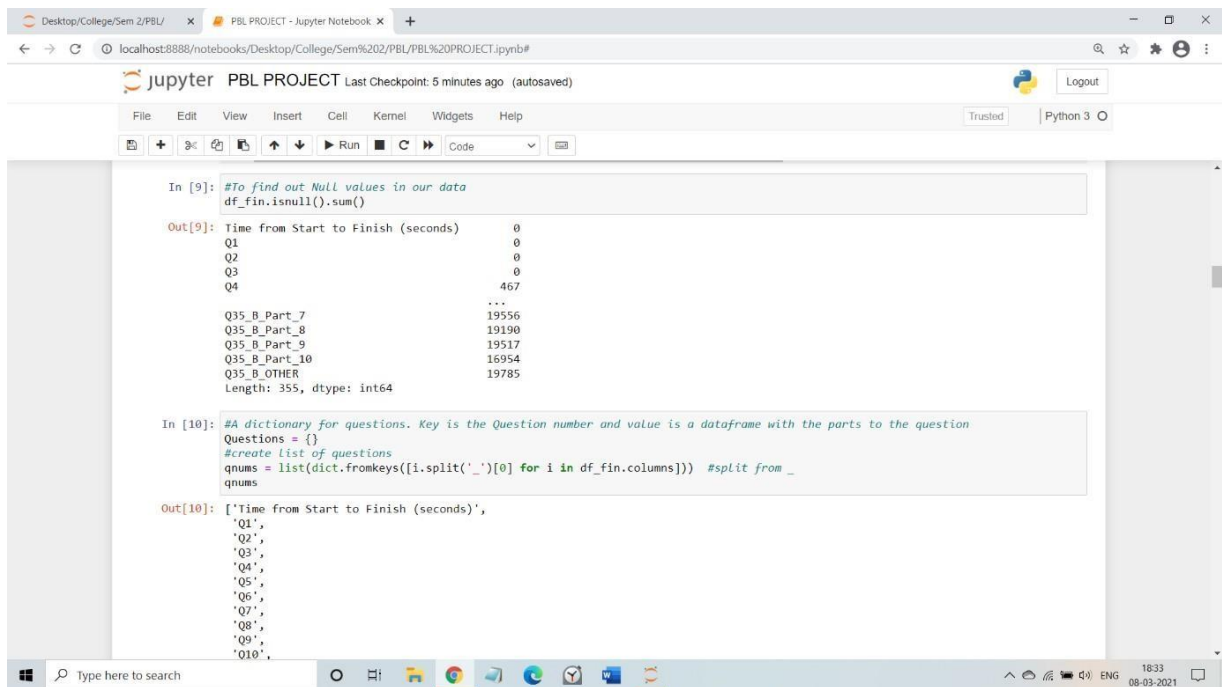 Desktop/College/Sem 2/PBL/
PBL PROJECT - Jupyter Notebook
localhost:8888/notebooks/Desktop/College/Sem%202/PBL/PBL%20PROJECT.ipynb#
jupyter PBL PROJECT Last Checkpoint: 5 minutes ago (autosaved)
Logout
File Edit View Insert Cell Kernel Widgets Help
Trusted
Python 3
Run
Code
In [9]: #To find out Null values in our data
df_fin.isnull().sum()
Out[9]: Time from Start to Finish (seconds) 0
Q1 0
Q2 0
Q3 0
Q4 467
...
Q35_B_Part_7 19556
Q35_B_Part_8 19190
Q35_B_Part_9 19517
Q35_B_Part_10 16954
Q35_B_OTHER 19785
Length: 355, dtype: int64
In [10]: #A dictionary for questions. Key is the Question number and value is a dataframe with the parts to the question
Questions = {}
#create list of questions
qnums = list(dict.fromkeys([i.split('_')[0] for i in df_fin.columns])) #split from _
qnums
Out[10]: ['Time from Start to Finish (seconds)',
'Q1',
'Q2',
'Q3',
'Q4',
'Q5',
'Q6',
'Q7',
'Q8',
'Q9',
'Q10',
Type here to search
ENG
18:33
08-03-2021